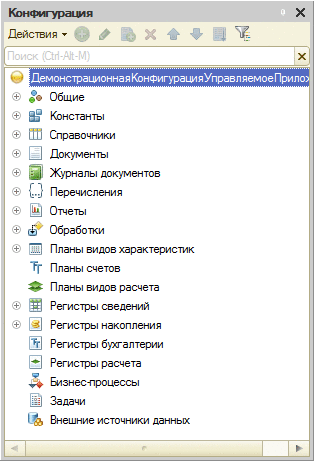 Конфигурация
Действия
Поиск (Ctrl-Alt-M)
ДемонстрационнаяКонфигурацияУправляемоеПрилож
Общие
Константы
Справочники
Документы
Журналы документов
Перечисления
Отчеты
Обработки
Планы видов характеристик
Планы счетов
Планы видов расчета
Регистры сведений
Регистры накопления
Регистры бухгалтерии
Регистры расчета
Бизнес-процессы
Задачи
Внешние источники данных